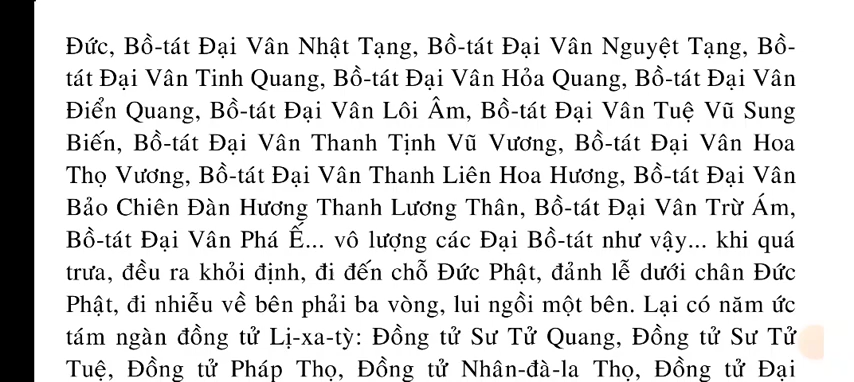 Đức, Bồ-tát Đại Vân Nhật Tạng, Bồ-tát Đại Vân Nguyệt Tạng, Bồ-
tát Đại Vân Tinh Quang, Bồ-tát Đại Vân Hỏa Quang, Bồ-tát Đại Vân
Điển Quang, Bồ-tát Đại Vân Lôi Âm, Bồ-tát Đại Vân Tuệ Vũ Sung
Biến, Bồ-tát Đại Vân Thanh Tịnh Vũ Vương, Bồ-tát Đại Vân Hoa
Thọ Vương, Bồ-tát Đại Vân Thanh Liên Hoa Hương, Bồ-tát Đại Vân
Bảo Chiên Đàn Hương Thanh Lương Thân, Bồ-tát Đại Vân Trừ Ám,
Bồ-tát Đại Vân Phá Ế... vô lượng các Đại Bồ-tát như vậy... khi quá
trưa, đều ra khỏi định, đi đến chỗ Đức Phật, đảnh lễ dưới chân Đức
Phật, đi nhiễu về bên phải ba vòng, lui ngồi một bên. Lại có năm ức
tám ngàn đồng tử Lị-xa-tỳ: Đồng tử Sư Tử Quang, Đồng tử Sư Tử
Tuệ, Đồng tử Pháp Thọ, Đồng tử Nhân-đà-la Thọ, Đồng tử Đại